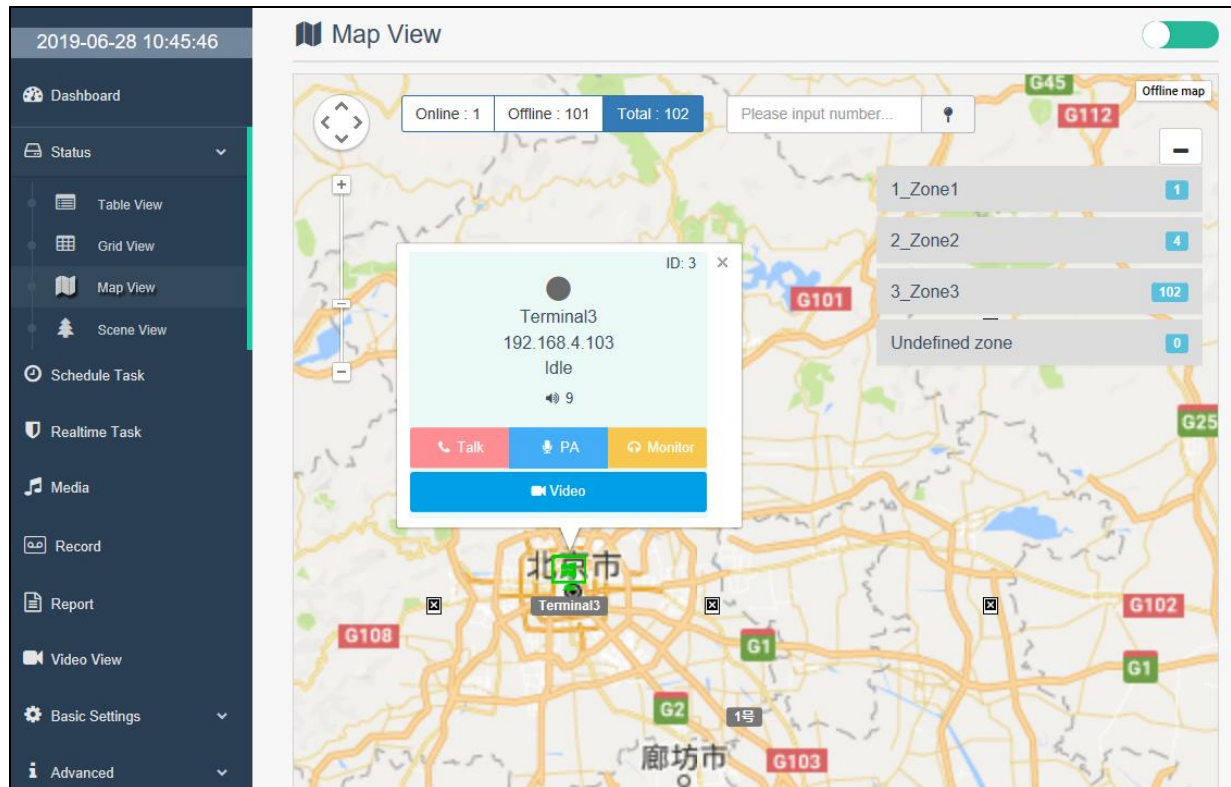 2019-06-28 10:45:46
Dashboard
Status
Table View
Grid View
Map View
Scene View
Schedule Task
Realtime Task
Media
Record
Report
Video View
Basic Settings
Advanced
Map View
Online : 1 Offline : 101 Total : 102 Please input number...
Offline map
G45
G112
1_Zone1 1
2_Zone2 4
3_Zone3 102
Undefined zone 0
ID: 3 ×
Terminal3
192.168.4.103
Idle
9
Talk PA Monitor
Video
G101
G25
北京市
Terminal3
G102
G108
G1
G1
G2
1号
廊坊市
G103